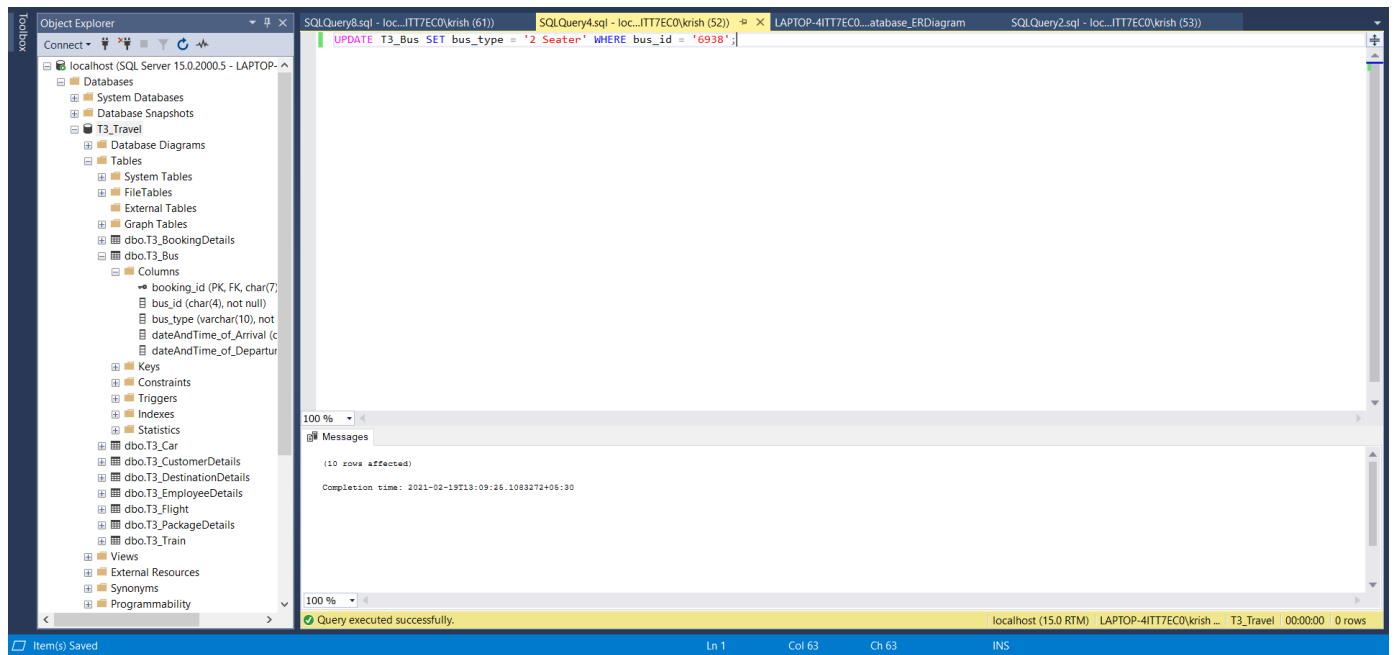 Toolbox
Object Explorer
Connect
localhost (SQL Server 15.0.2000.5 - LAPTOP-
Databases
System Databases
Database Snapshots
T3_Travel
Database Diagrams
Tables
System Tables
FileTables
External Tables
Graph Tables
dbo.T3_BookingDetails
dbo.T3_Bus
Columns
booking_id (PK, FK, char(7)
bus_id (char(4), not null)
bus_type (varchar(10), not
dateAndTime_of_Arrival (c
dateAndTime_of_Departur
Keys
Constraints
Triggers
Indexes
Statistics
dbo.T3_Car
dbo.T3_CustomerDetails
dbo.T3_DestinationDetails
dbo.T3_EmployeeDetails
dbo.T3_Flight
dbo.T3_PackageDetails
dbo.T3_Train
Views
External Resources
Synonyms
Programmability
SQLQuery8.sql - loc...ITT7EC0\krish (61))
SQLQuery4.sql - loc...ITT7EC0\krish (52))
LAPTOP-4ITT7EC0....atabase_ERDiagram
SQLQuery2.sql - loc...ITT7EC0\krish (53))
UPDATE T3_Bus SET bus_type = '2 Seater' WHERE bus_id = '6938';
100 %
Messages
(10 rows affected)
Completion time: 2021-02-19T13:09:26.1083272+05:30
100 %
Query executed successfully.
localhost (15.0 RTM)
LAPTOP-4ITT7EC0\krish ...
T3_Travel
00:00:00
0 rows
Item(s) Saved
Ln 1
Col 63
Ch 63
INS